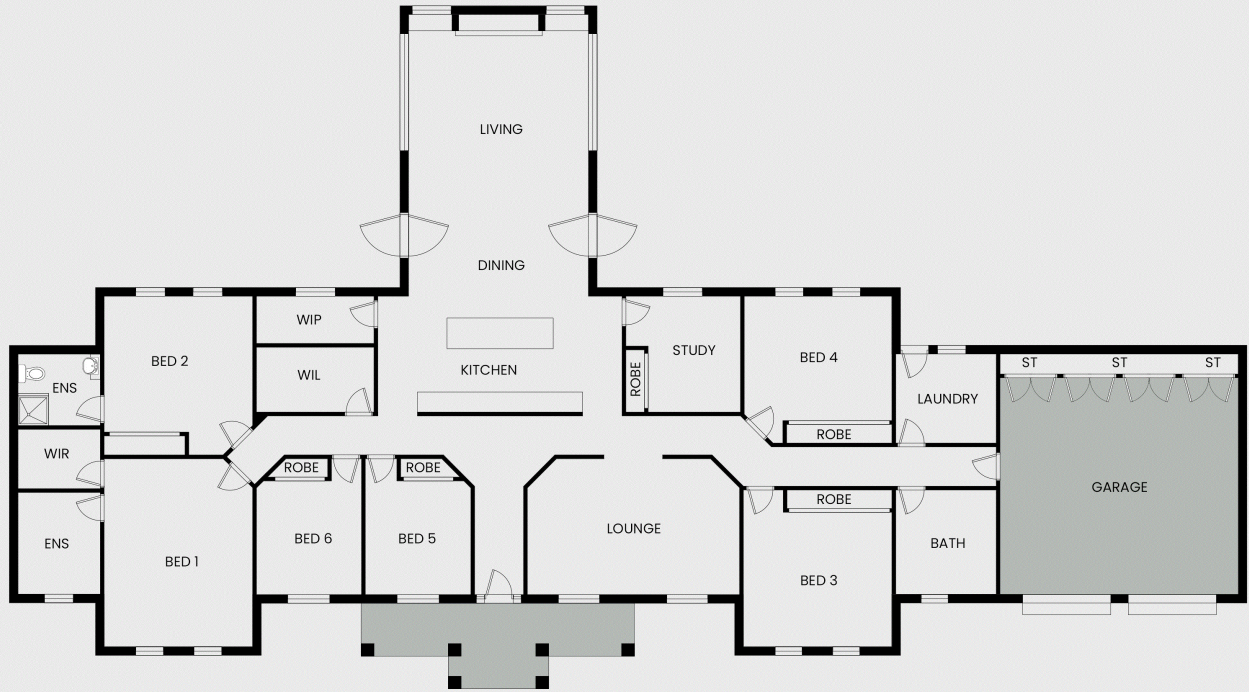 LIVING
DINING
WIP
BED 2
WIL
KITCHEN
ROBE
STUDY
BED 4
ST
ST
ST
ENS
LAUNDRY
ROBE
WIR
ROBE
ROBE
ROBE
GARAGE
ENS
BED 1
BED 6
BED 5
LOUNGE
BED 3
BATH